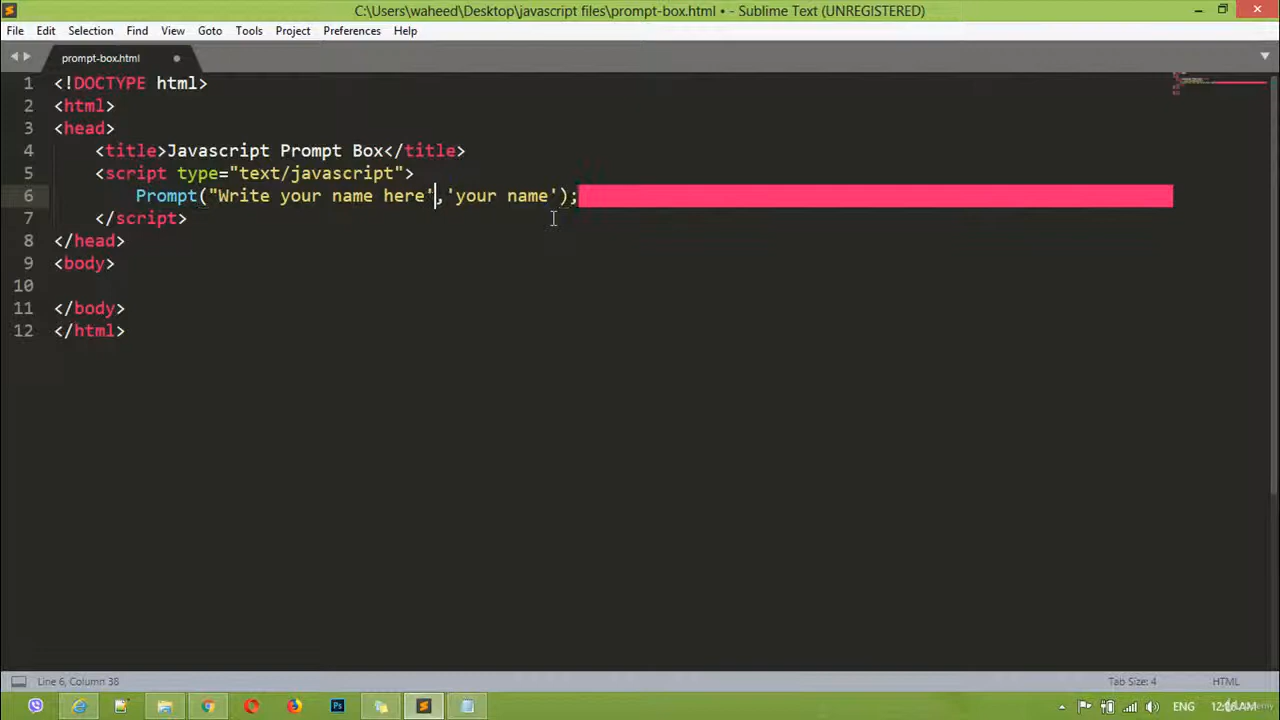 C:\Users\waheed\Desktop\javascript files\prompt-box.html • - Sublime Text (UNREGISTERED)
File Edit Selection Find View Goto Tools Project Preferences Help
prompt-box.html
1 <!DOCTYPE html>
2 <html>
3 <head>
4 <title>Javascript Prompt Box</title>
5 <script type="text/javascript">
6 Prompt("Write your name here','your name');
7 </script>
8 </head>
9 <body>
10
11 </body>
12 </html>
Line 6, Column 38 Tab Size: 4 HTML
ENG